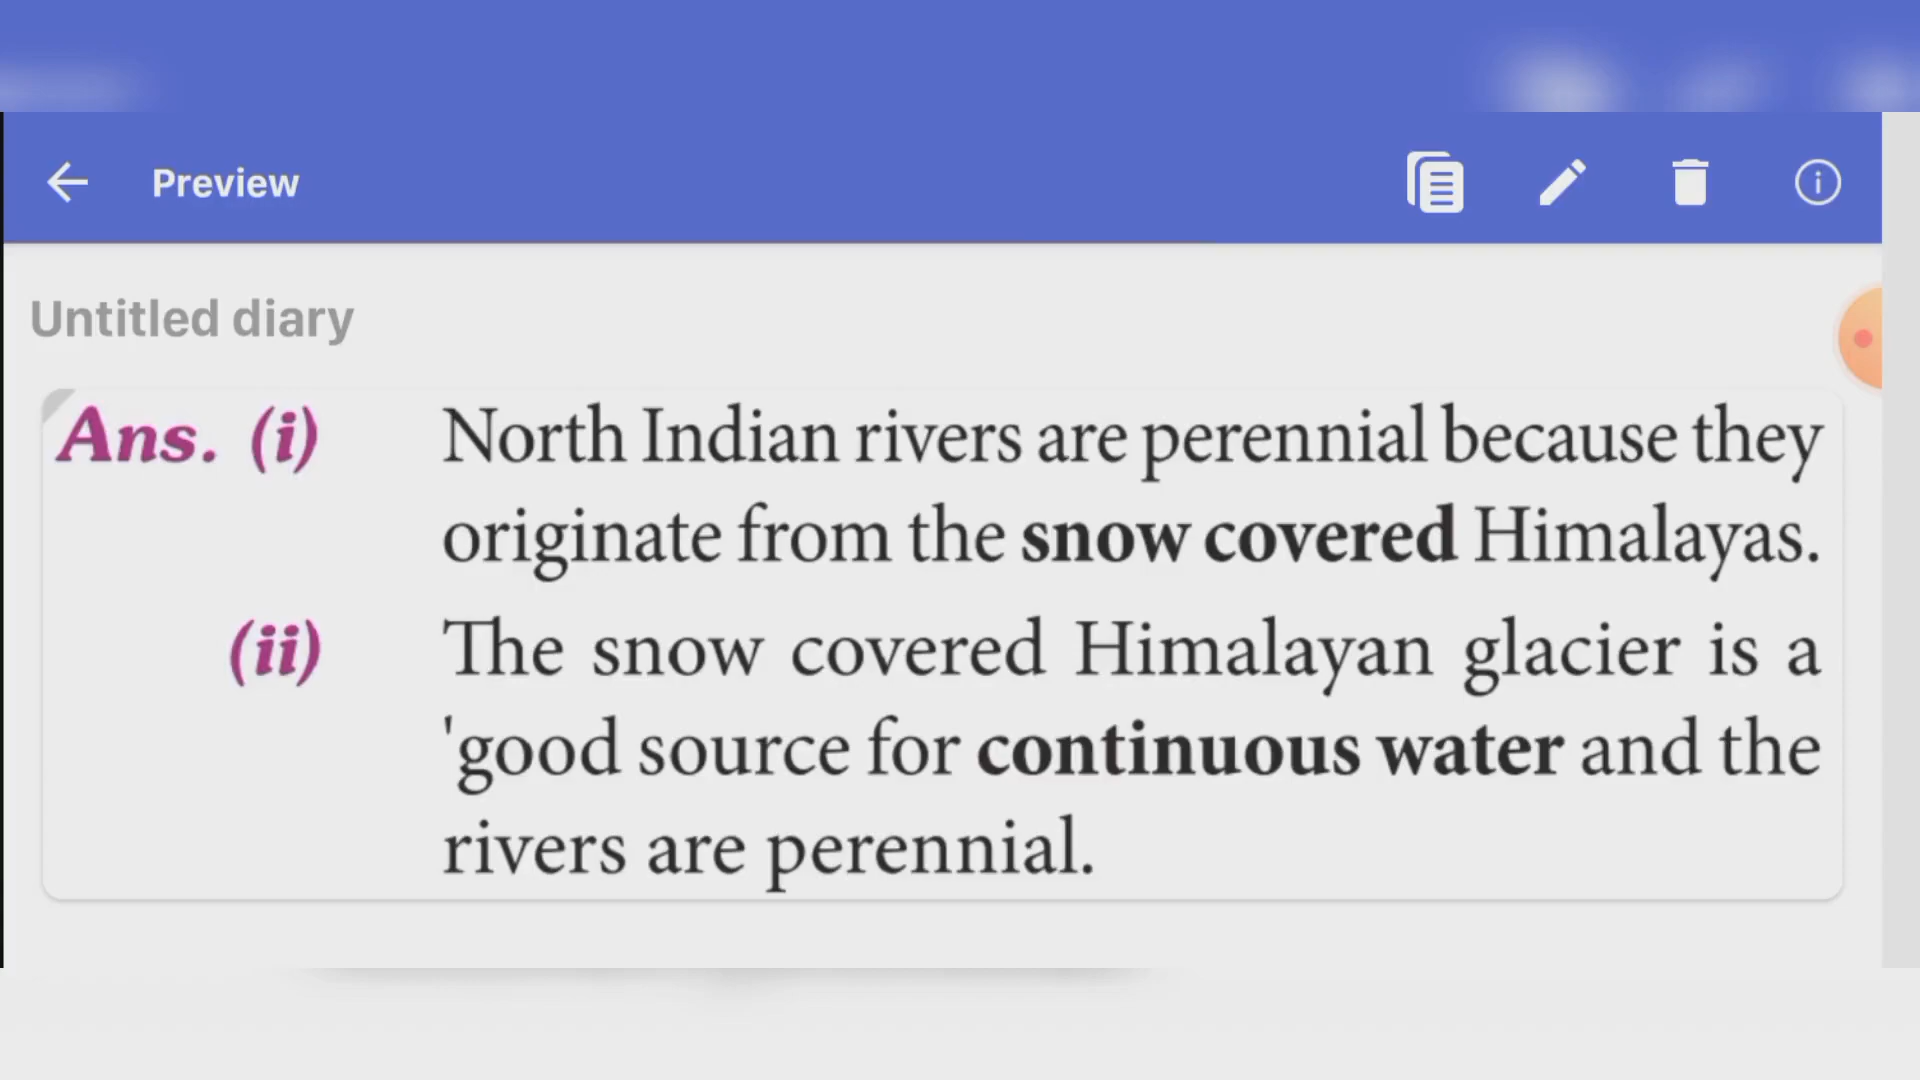 Preview
Untitled diary
Ans. (i) North Indian rivers are perennial because they
originate from the snow covered Himalayas.
(ii) The snow covered Himalayan glacier is a
'good source for continuous water and the
rivers are perennial.